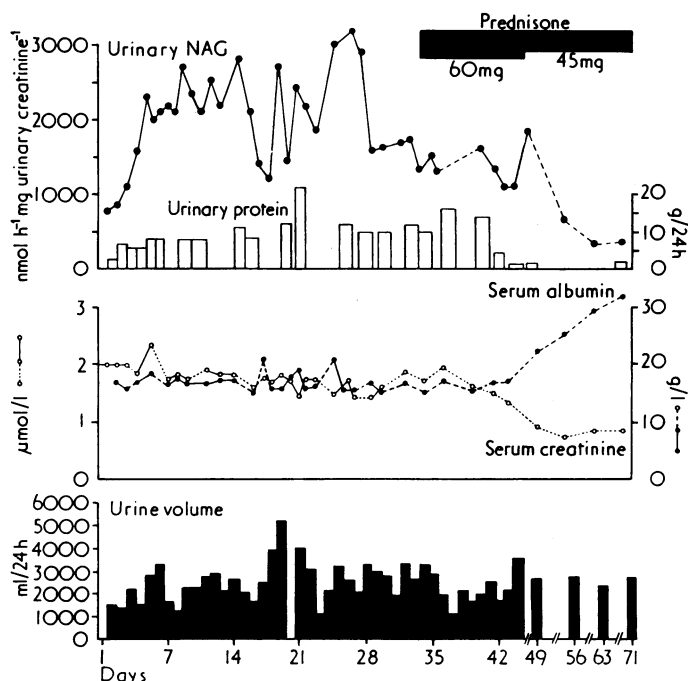 Prednisone
60mg
45mg
Urinary NAG
3000
2000
1000
0
nmol h⁻¹ mg urinary creatinine⁻¹
Urinary protein
20
10
0
g/24h
Serum albumin
3
2
1
0
μmol/l
30
20
10
0
g/l
Serum creatinine
Urine volume
6000
5000
4000
3000
2000
1000
0
ml/24 h
1 7 14 21 28 35 42 49 56 63 71
Days